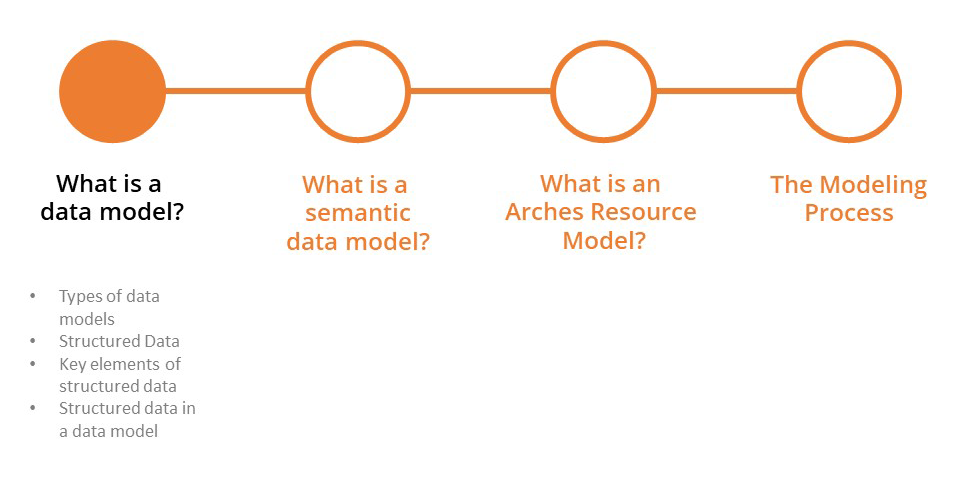 What is a
data model?
What is a
semantic
data model?
What is an
Arches Resource
Model?
The Modeling
Process
• Types of data
models
• Structured Data
• Key elements of
structured data
• Structured data in
a data model